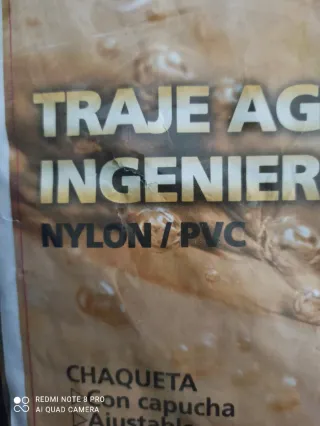 TRAJE AG
INGENIER
NYLON / PVC
CHAQUETA
Con capucha
Ajustable
REDMI NOTE 8 PRO
AI QUAD CAMERA